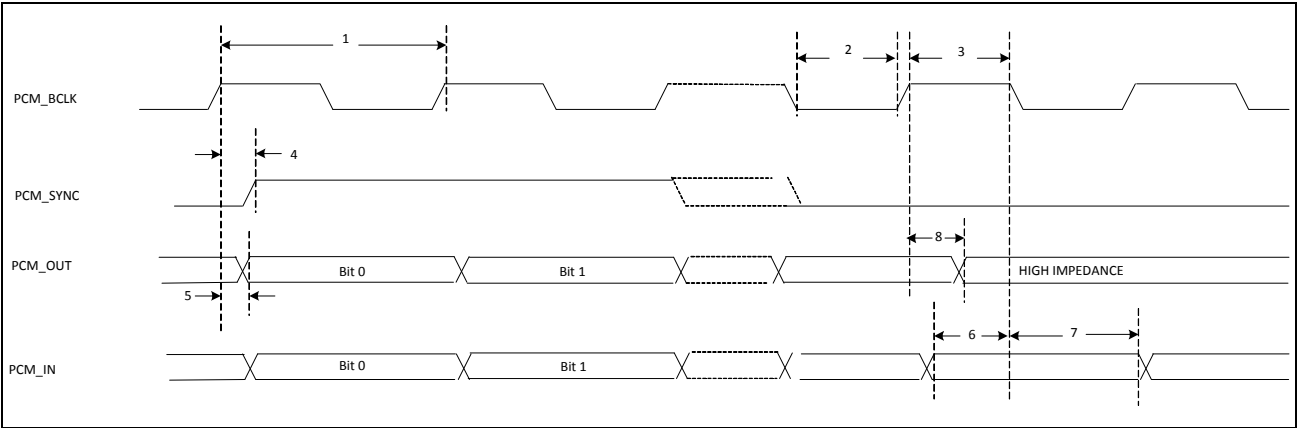 1
2
3
PCM_BCLK
4
PCM_SYNC
8
PCM_OUT
Bit 0
Bit 1
HIGH IMPEDANCE
5
6
7
PCM_IN
Bit 0
Bit 1